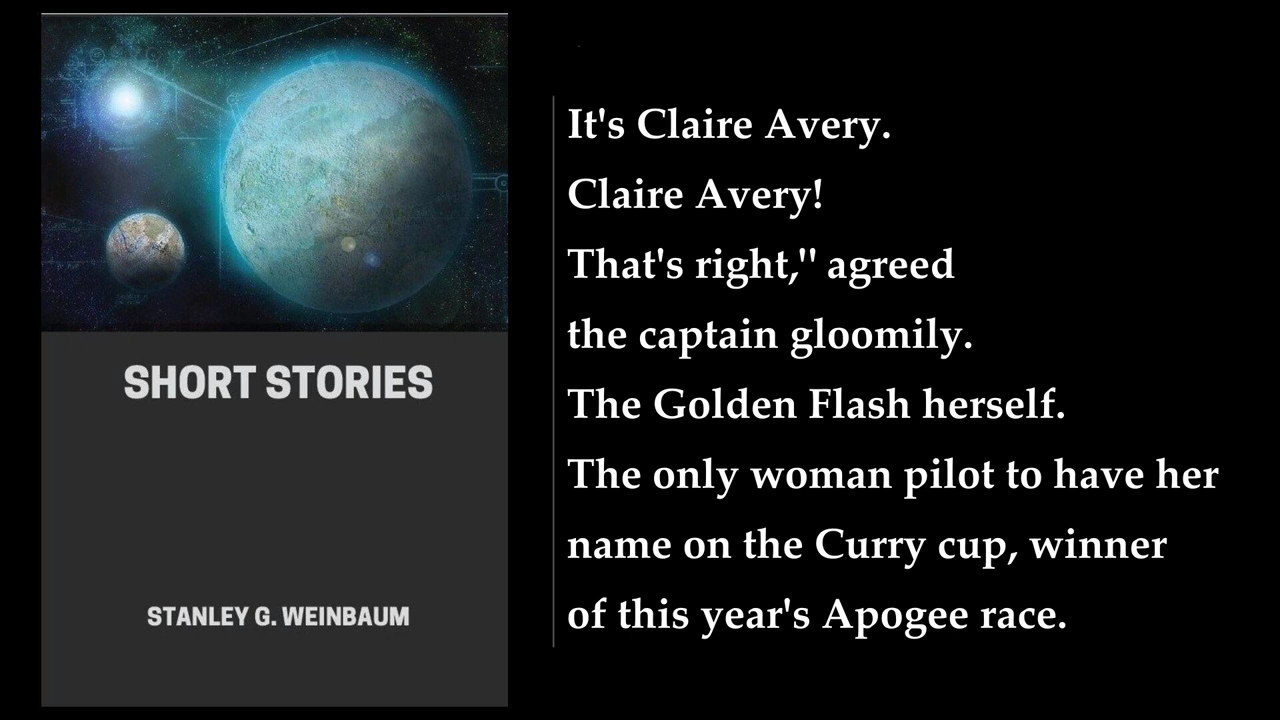 SHORT STORIES
STANLEY G. WEINBAUM
It's Claire Avery.
Claire Avery!
That's right," agreed
the captain gloomily.
The Golden Flash herself.
The only woman pilot to have her
name on the Curry cup, winner
of this year's Apogee race.